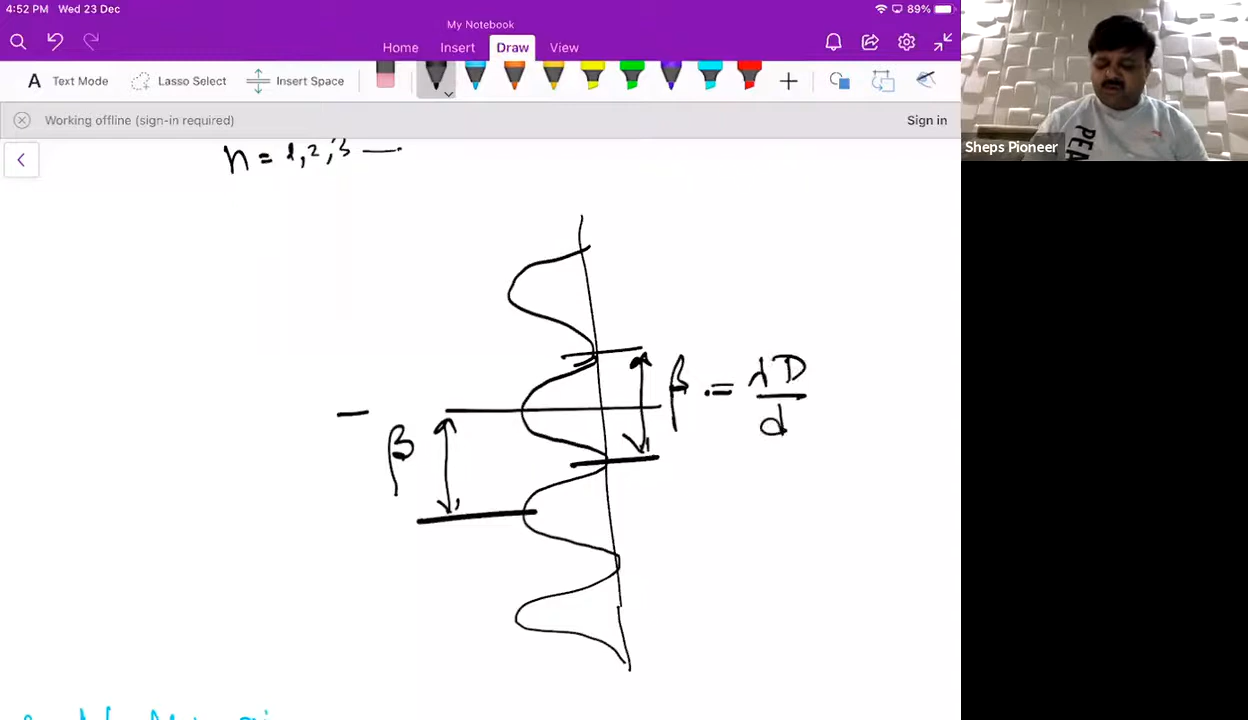 4:52 PM Wed 23 Dec
89%
My Notebook
Home Insert Draw View
A Text Mode Lasso Select Insert Space
Working offline (sign-in required) Sign in
Sheps Pioneer
n = 1, 2, 3 —
β = λD/d
β